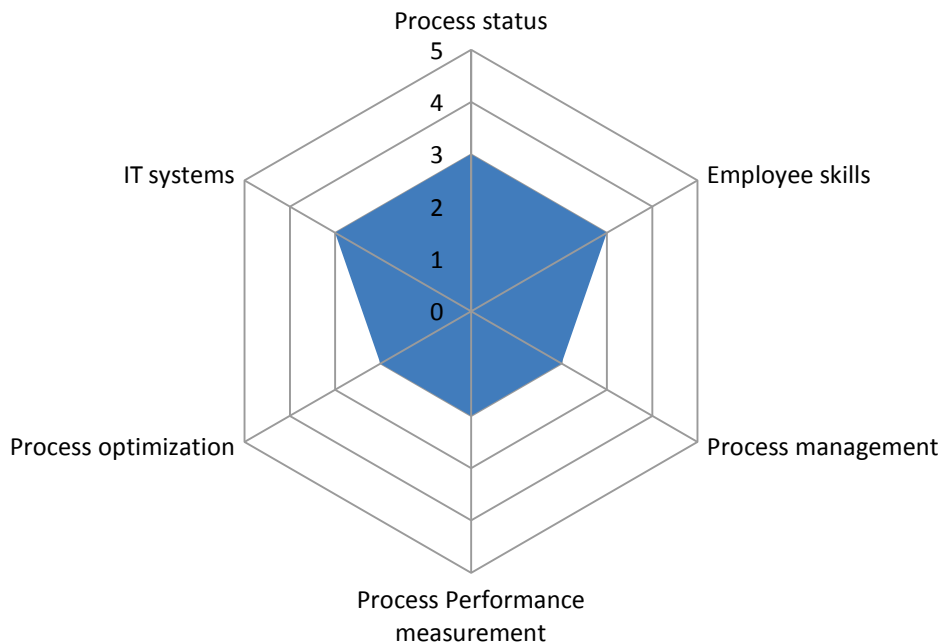 Process status
5
4
3
2
1
0
IT systems
Employee skills
Process optimization
Process management
Process Performance
measurement